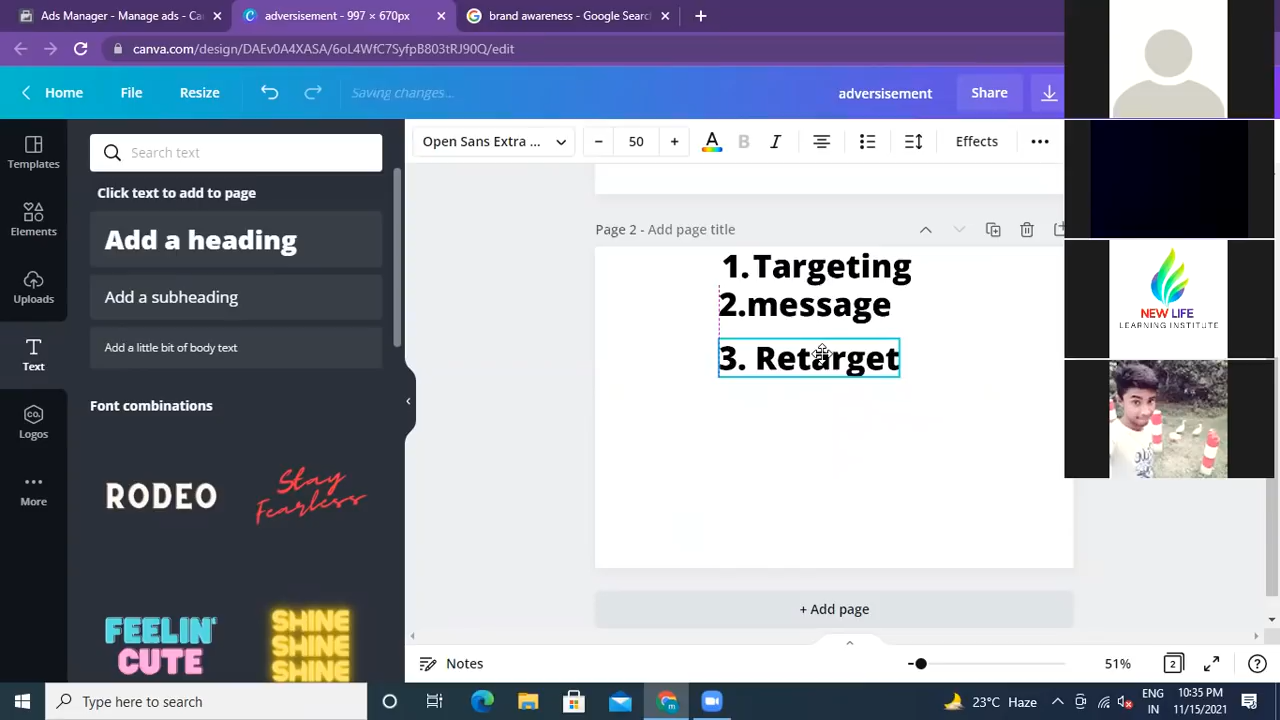 Ads Manager - Manage ads - Ca
adversisement - 997 × 670px
brand awareness - Google Searc
canva.com/design/DAEv0A4XASA/6oL4WfC7SyfpB803tRJ90Q/edit
Home
File
Resize
Saving changes...
adversisement
Share
Templates
Elements
Uploads
Text
Logos
More
Search text
Click text to add to page
Add a heading
Add a subheading
Add a little bit of body text
Font combinations
RODEO
Stay
Fearless
FEELIN'
CUTE
SHINE
SHINE
SHINE
Open Sans Extra ...
50
A
B
I
Effects
Page 2 - Add page title
1. Targeting
2.message
3. Retarget
+ Add page
Notes
51%
2
NEW LIFE
LEARNING INSTITUTE
Type here to search
23°C Haze
ENG
IN
10:35 PM
11/15/2021